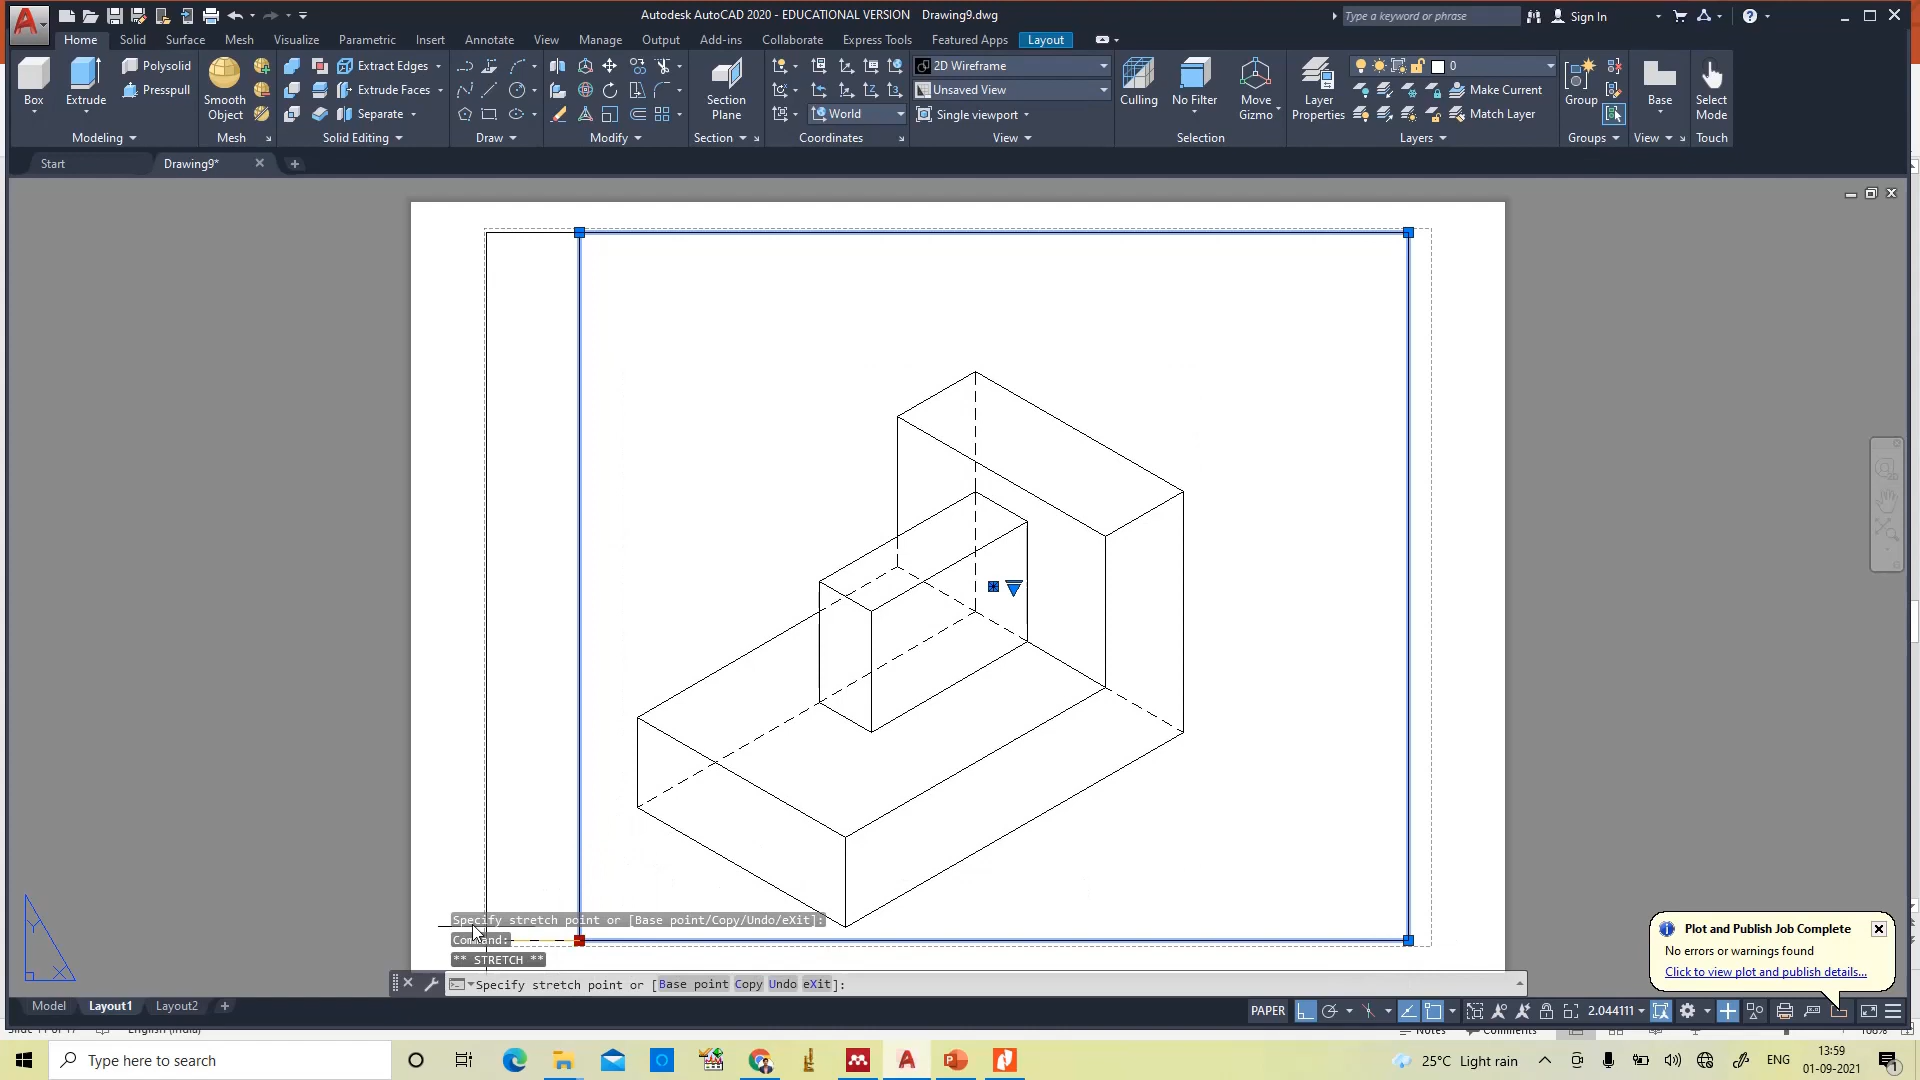 Autodesk AutoCAD 2020 - EDUCATIONAL VERSION Drawing9.dwg
Type a keyword or phrase
Sign In
Home Solid Surface Mesh Visualize Parametric Insert Annotate View Manage Output Add-ins Collaborate Express Tools Featured Apps Layout
Box
Extrude
Polysolid
Presspull
Modeling
Smooth Object
Mesh
Extract Edges
Extrude Faces
Separate
Solid Editing
Draw
Modify
Section Plane
Section
World
Coordinates
2D Wireframe
Unsaved View
Single viewport
View
Culling
No Filter
Move Gizmo
Selection
Layer Properties
0
Make Current
Match Layer
Layers
Group
Groups
Base
View
Select Mode
Touch
Start
Drawing9*
Y
X
Specify stretch point or [Base point/Copy/Undo/eXit]:
Command:
** STRETCH **
Specify stretch point or [Base point Copy Undo eXit]:
Plot and Publish Job Complete
No errors or warnings found
Click to view plot and publish details...
Model Layout1 Layout2
PAPER
2.044111
English (India)
Notes
Comments
Type here to search
25°C Light rain
ENG
13:59
01-09-2021
1